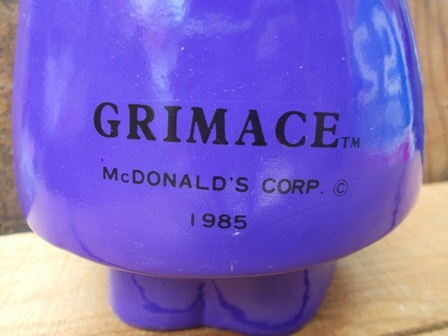 GRIMACE™
McDONALD'S CORP. ©
1985